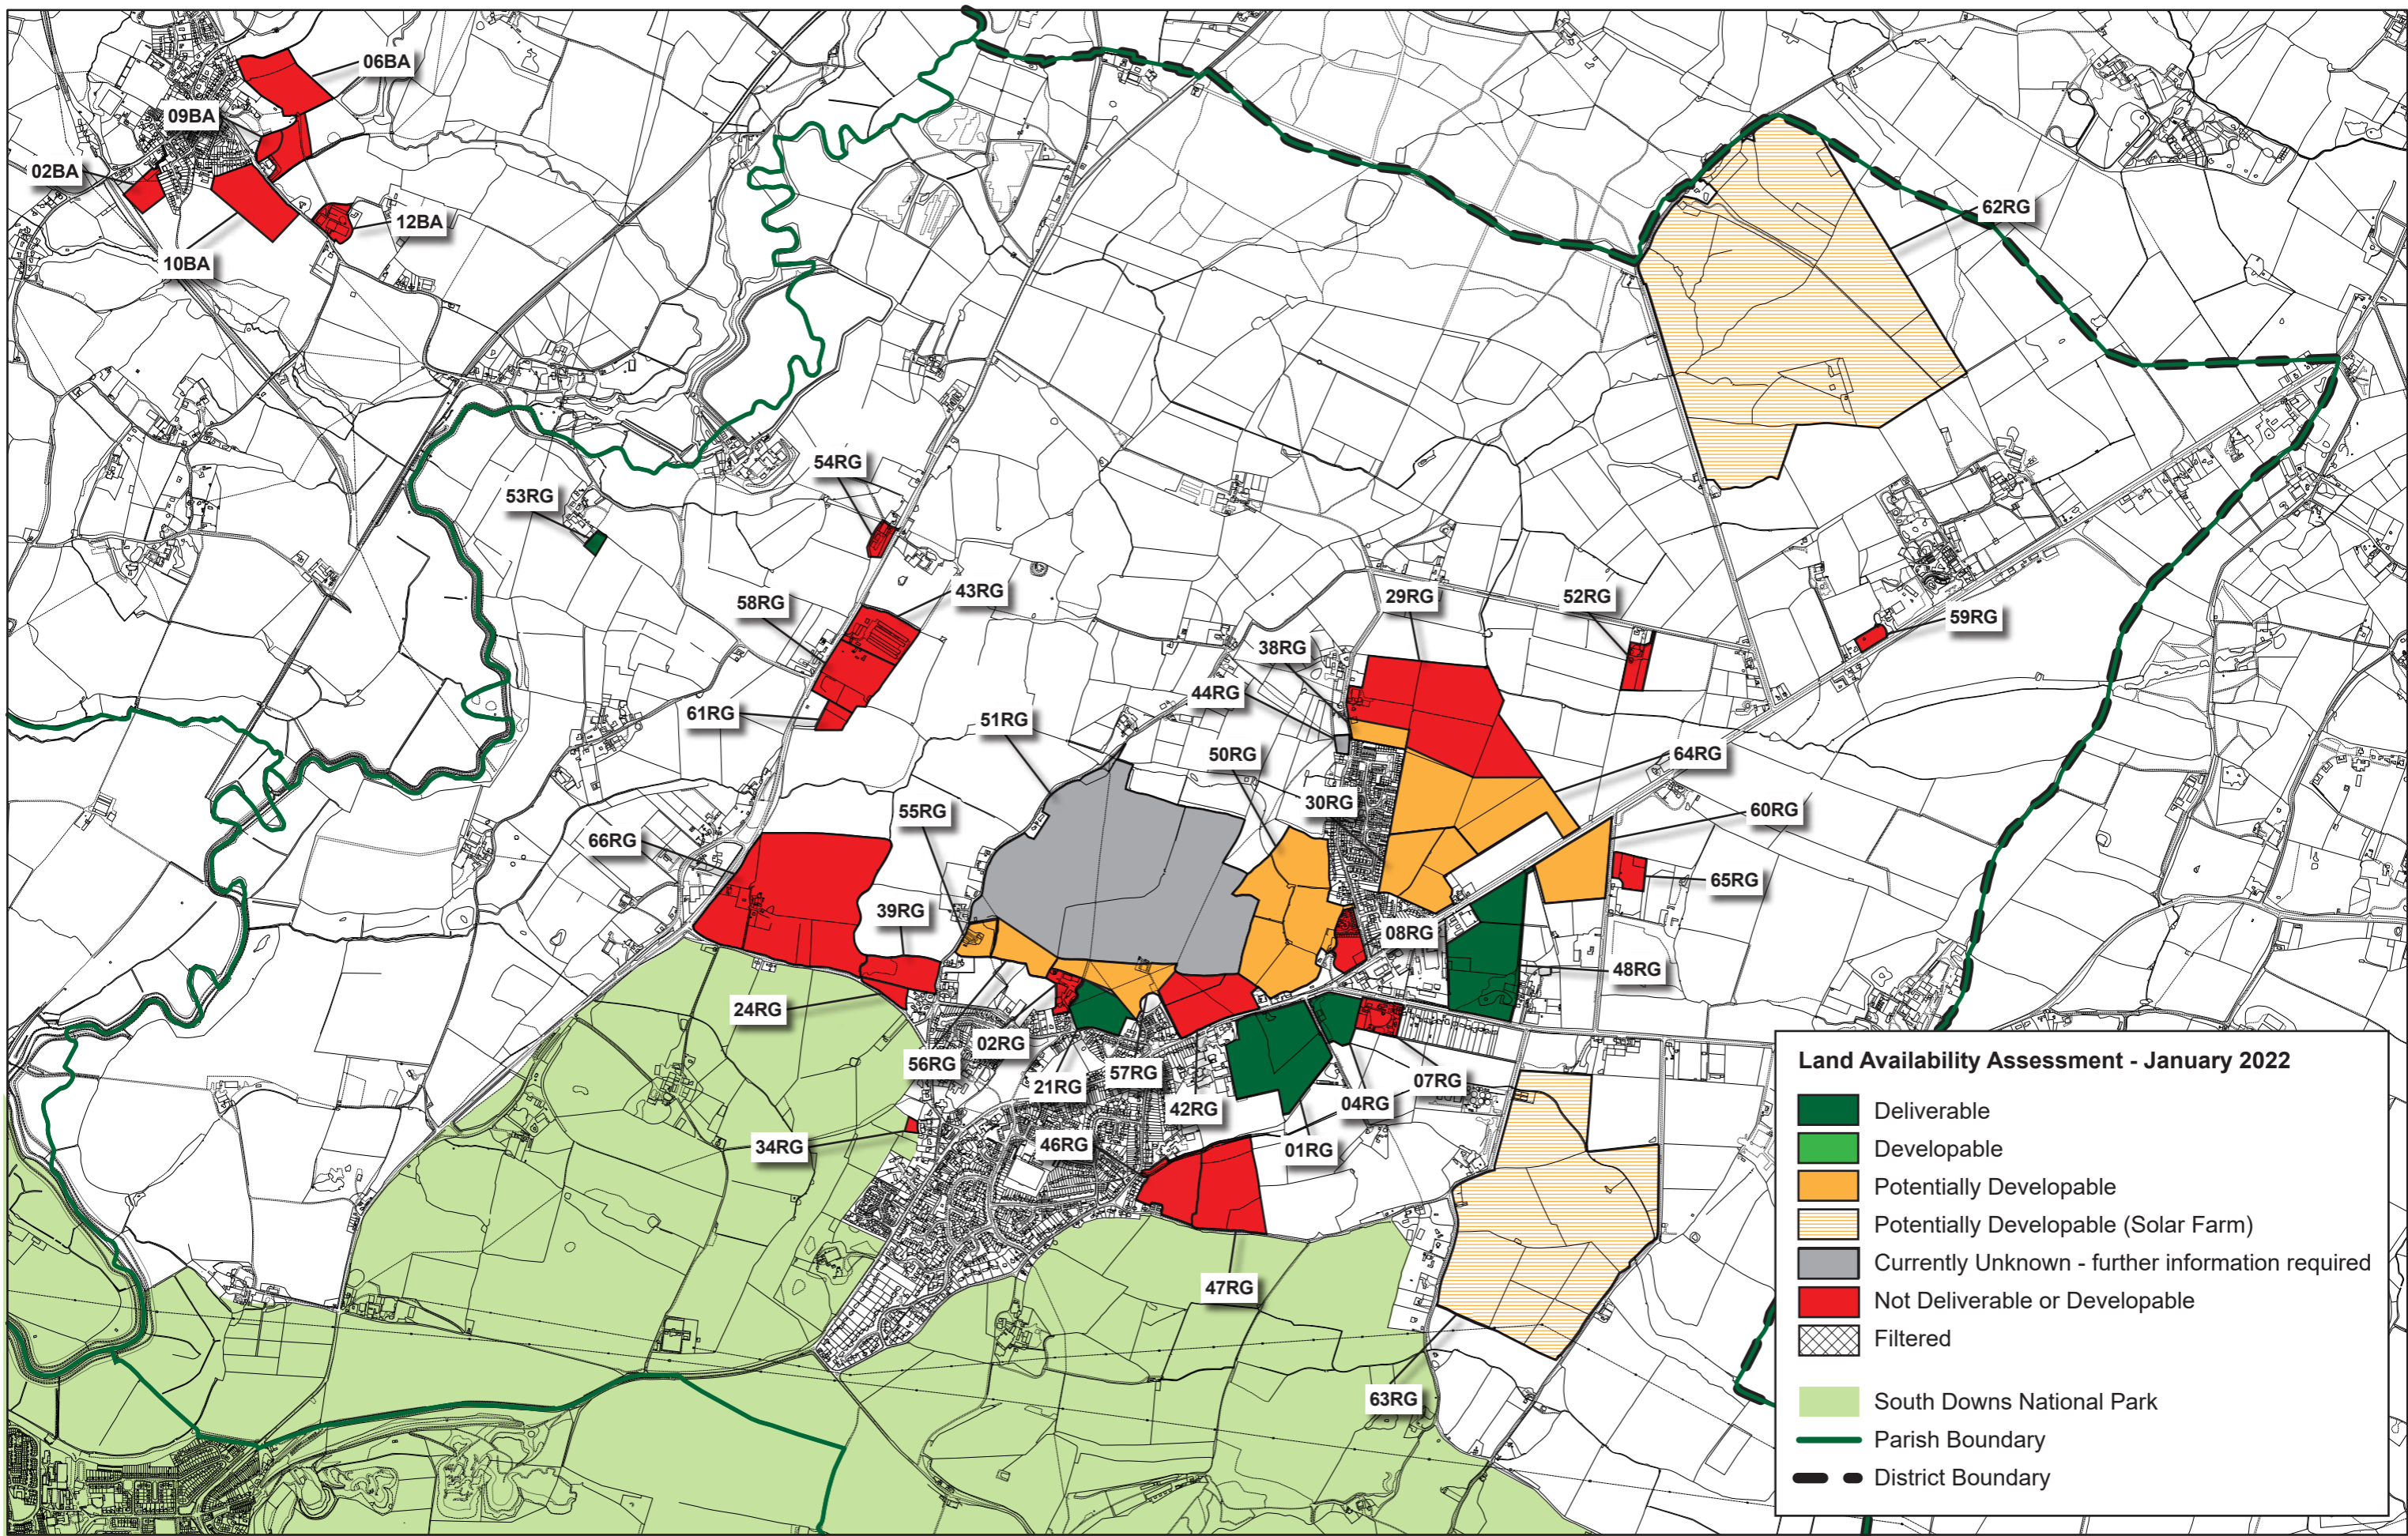 06BA
09BA
02BA
12BA
10BA
62RG
54RG
53RG
43RG
58RG
29RG
52RG
59RG
38RG
44RG
61RG
51RG
50RG
64RG
30RG
55RG
60RG
66RG
65RG
39RG
08RG
48RG
24RG
02RG
56RG
57RG
21RG
07RG
04RG
42RG
46RG
34RG
01RG
47RG
63RG
Land Availability Assessment - January 2022
Deliverable
Developable
Potentially Developable
Potentially Developable (Solar Farm)
Currently Unknown - further information required
Not Deliverable or Developable
Filtered
South Downs National Park
Parish Boundary
District Boundary